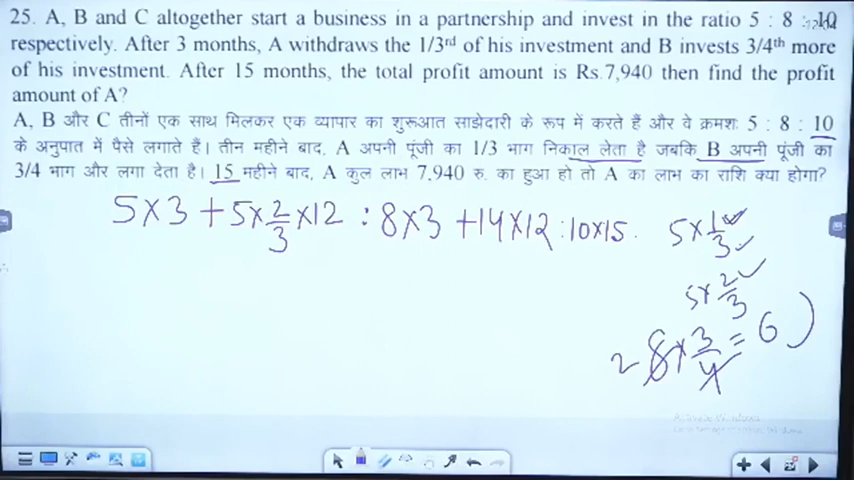 25. A, B and C altogether start a business in a partnership and invest in the ratio 5 : 8 : 10
respectively. After 3 months, A withdraws the 1/3rd of his investment and B invests 3/4th more
of his investment. After 15 months, the total profit amount is Rs.7,940 then find the profit
amount of A?
A, B और C तीनों एक साथ मिलकर एक व्यापार का शुरूआत साझेदारी के रूप में करते हैं और वे क्रमश: 5 : 8 : 10
के अनुपात में पैसे लगाते हैं। तीन महीने बाद, A अपनी पूंजी का 1/3 भाग निकाल लेता है जबकि B अपनी पूंजी का
3/4 भाग और लगा देता है। 15 महीने बाद, A कुल लाभ 7,940 रु. का हुआ हो तो A का लाभ का राशि क्या होगा?
5×3 + 5×2/3×12 : 8×3 + 14×12 : 10×15.
5×1/3
5×2/3
2 8×3/4 = 6